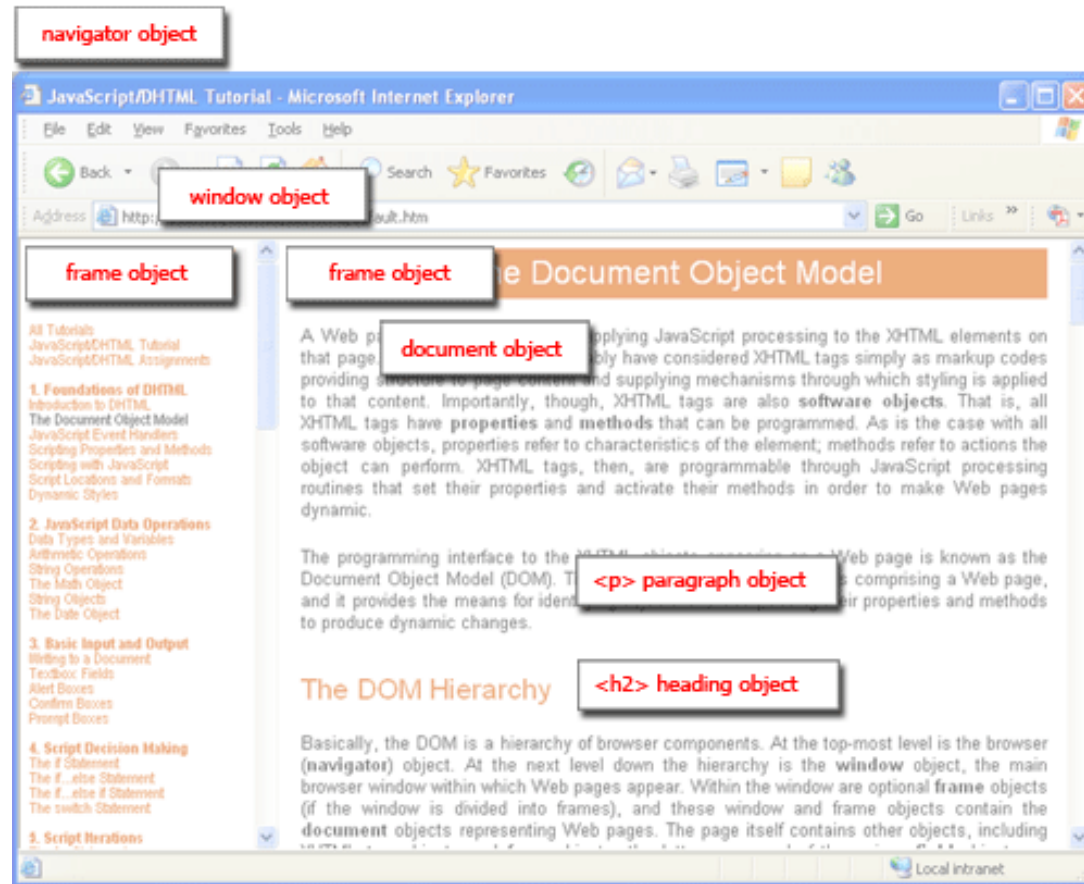 navigator object
JavaScript/DHTML Tutorial - Microsoft Internet Explorer
File Edit View Favorites Tools Help
Back Search Favorites
window object
Address http:/ ault.htm Go Links »
frame object
All Tutorials
JavaScript/DHTML Tutorial
JavaScript/DHTML Assignments
1. Foundations of DHTML
Introduction to DHTML
The Document Object Model
JavaScript Event Handlers
Scripting Properties and Methods
Scripting with JavaScript
Script Locations and Formats
Dynamic Styles
2. JavaScript Data Operations
Data Types and Variables
Arithmetic Operations
String Operations
The Math Object
String Objects
The Date Object
3. Basic Input and Output
Writing to a Document
Textbox Fields
Alert Boxes
Confirm Boxes
Prompt Boxes
4. Script Decision Making
The if Statement
The if...else Statement
The if...else if Statement
The switch Statement
5. Script Iterations
frame object
e Document Object Model
A Web p pplying JavaScript processing to the XHTML elements on
document object
that page. bly have considered XHTML tags simply as markup codes
providing structure to page content and supplying mechanisms through which styling is applied
to that content. Importantly, though, XHTML tags are also software objects. That is, all
XHTML tags have properties and methods that can be programmed. As is the case with all
software objects, properties refer to characteristics of the element; methods refer to actions the
object can perform. XHTML tags, then, are programmable through JavaScript processing
routines that set their properties and activate their methods in order to make Web pages
dynamic.
The programming interface to the XHTML objects appearing on a Web page is known as the
<p> paragraph object
Document Object Model (DOM). T s comprising a Web page,
and it provides the means for ident eir properties and methods
to produce dynamic changes.
The DOM Hierarchy
<h2> heading object
Basically, the DOM is a hierarchy of browser components. At the top-most level is the browser
(navigator) object. At the next level down the hierarchy is the window object, the main
browser window within which Web pages appear. Within the window are optional frame objects
(if the window is divided into frames), and these window and frame objects contain the
document objects representing Web pages. The page itself contains other objects, including
Local intranet